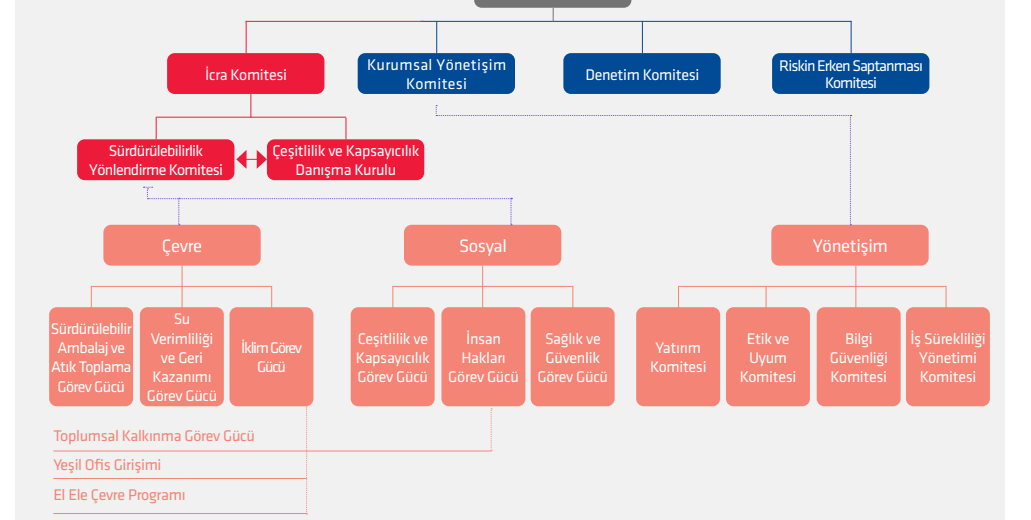 İcra Komitesi
Kurumsal Yönetişim
Komitesi
Denetim Komitesi
Riskin Erken Saptanması
Komitesi
Sürdürülebilirlik
Yönlendirme Komitesi
Çeşitlilik ve Kapsayıcılık
Danışma Kurulu
Çevre
Sosyal
Yönetişim
Sürdürülebilir
Ambalaj ve
Atık Toplama
Görev Gücü
Su
Verimliliği
ve Geri
Kazanımı
Görev Gücü
İklim Görev
Gücü
Çeşitlilik ve
Kapsayıcılık
Görev Gücü
İnsan
Hakları
Görev Gücü
Sağlık ve
Güvenlik
Görev Gücü
Yatırım
Komitesi
Etik ve
Uyum
Komitesi
Bilgi
Güvenliği
Komitesi
İş Sürekliliği
Yönetimi
Komitesi
Toplumsal Kalkınma Görev Gücü
Yeşil Ofis Girişimi
El Ele Çevre Programı